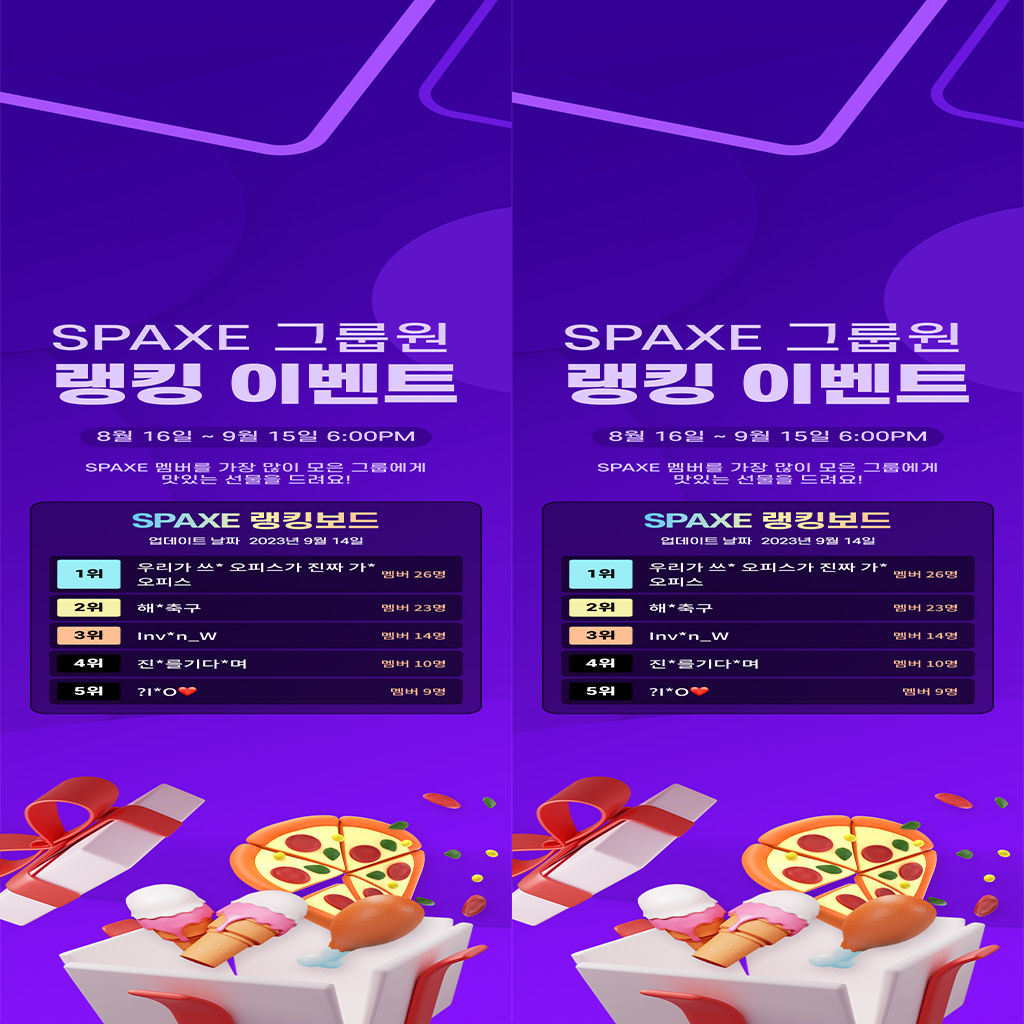 SPAXE 그룹원
랭킹 이벤트
8월 16일 ~ 9월 15일 6:00PM
SPAXE 멤버를 가장 많이 모은 그룹에게
맛있는 선물을 드려요!
SPAXE 랭킹보드
업데이트 날짜 2023년 9월 14일
1위 우리가 쓰* 오피스가 진짜 가* 멤버 26명
오피스
2위 해*축구 멤버 23명
3위 Inv*n_W 멤버 14명
4위 진*를기다*며 멤버 10명
5위 ?I*O❤️ 멤버 9명
SPAXE 그룹원
랭킹 이벤트
8월 16일 ~ 9월 15일 6:00PM
SPAXE 멤버를 가장 많이 모은 그룹에게
맛있는 선물을 드려요!
SPAXE 랭킹보드
업데이트 날짜 2023년 9월 14일
1위 우리가 쓰* 오피스가 진짜 가* 멤버 26명
오피스
2위 해*축구 멤버 23명
3위 Inv*n_W 멤버 14명
4위 진*를기다*며 멤버 10명
5위 ?I*O❤️ 멤버 9명